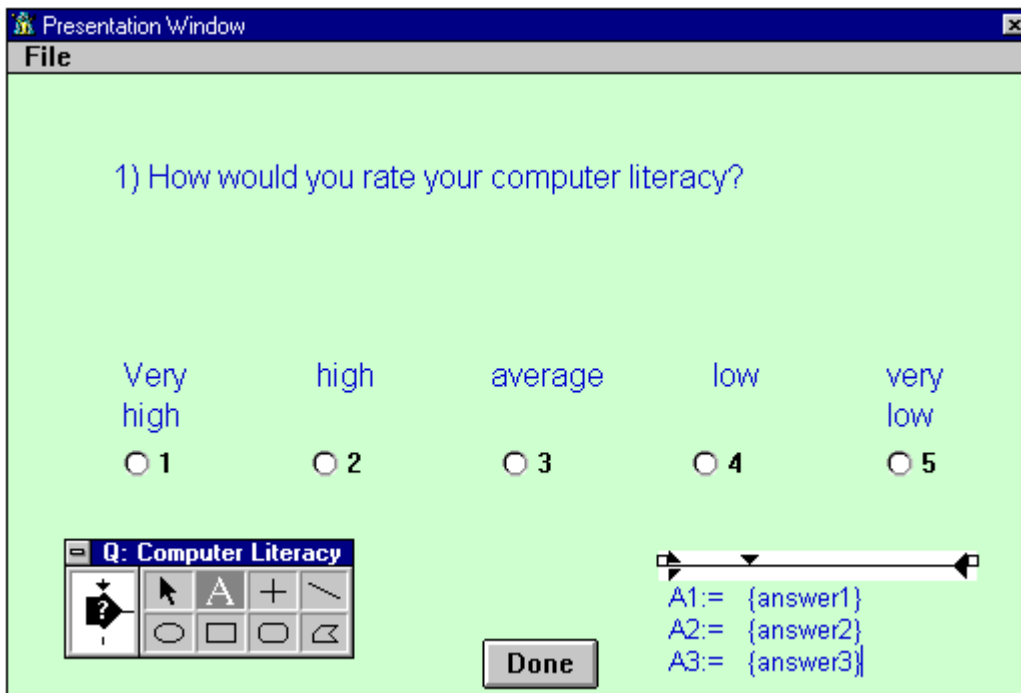 Presentation Window
File
1) How would you rate your computer literacy?
Very high average low very
high low
1 2 3 4 5
Q: Computer Literacy
A
?
A1:= {answer1}
A2:= {answer2}
A3:= {answer3}
Done